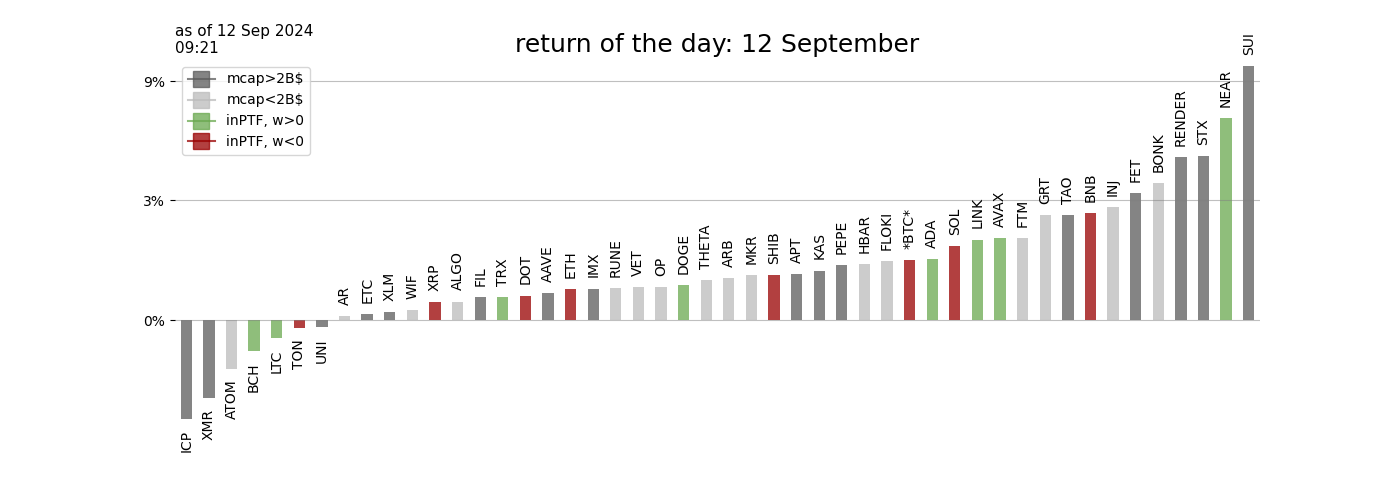 as of 12 Sep 2024
09:21
return of the day: 12 September
mcap>2B$
mcap<2B$
inPTF, w>0
inPTF, w<0
9%
3%
0%
ICP
XMR
ATOM
BCH
LTC
TON
UNI
AR
ETC
XLM
WIF
XRP
ALGO
FIL
TRX
DOT
AAVE
ETH
IMX
RUNE
VET
OP
DOGE
THETA
ARB
MKR
SHIB
APT
KAS
PEPE
HBAR
FLOKI
*BTC*
ADA
SOL
LINK
AVAX
FTM
GRT
TAO
BNB
INJ
FET
BONK
RENDER
STX
NEAR
SUI